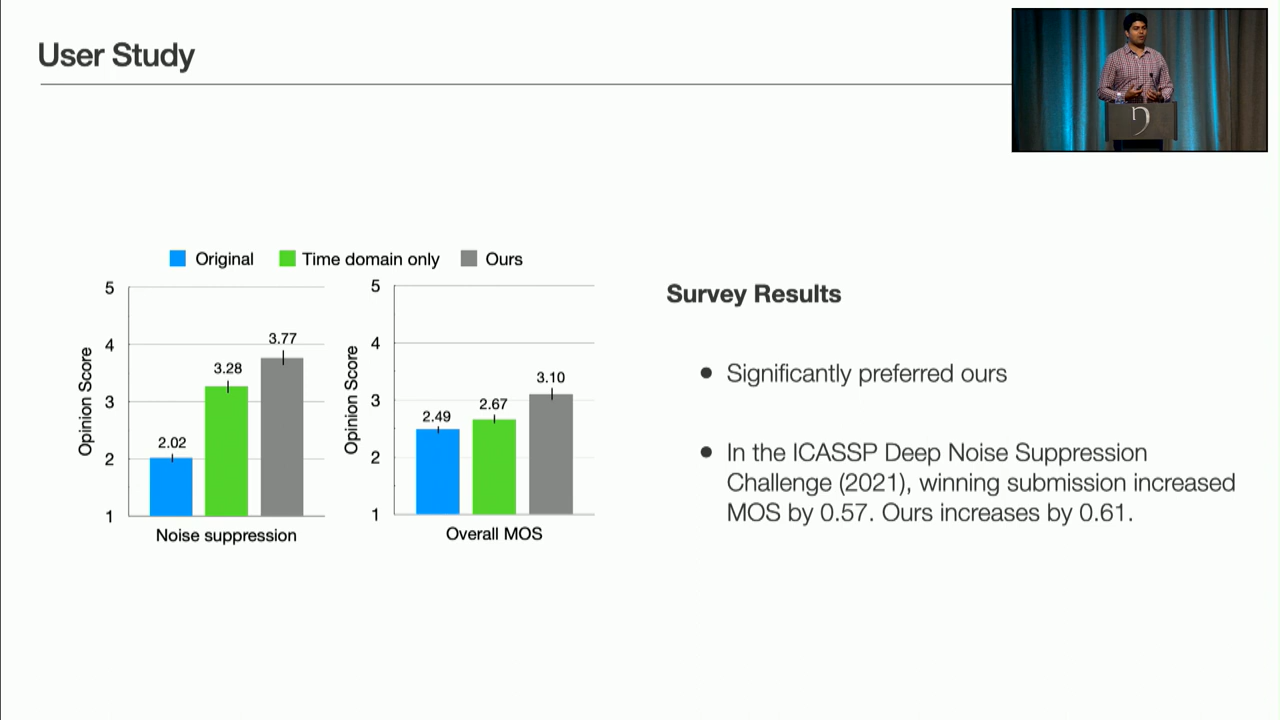 User Study
Original Time domain only Ours
5
4
3
2
1
Opinion Score
2.02
3.28
3.77
Noise suppression
5
4
3
2
1
Opinion Score
2.49
2.67
3.10
Overall MOS
Survey Results
• Significantly preferred ours
• In the ICASSP Deep Noise Suppression
Challenge (2021), winning submission increased
MOS by 0.57. Ours increases by 0.61.